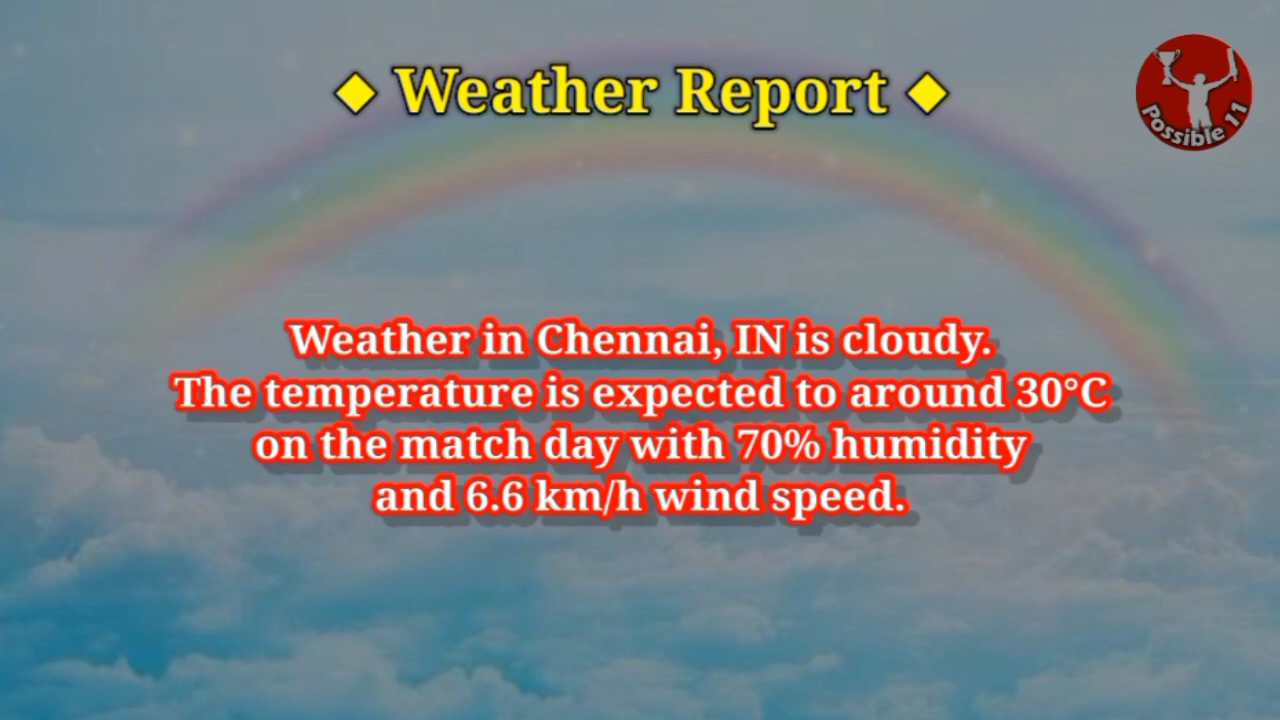 ◆ Weather Report ◆
Possible 11
Weather in Chennai, IN is cloudy.
The temperature is expected to around 30°C
on the match day with 70% humidity
and 6.6 km/h wind speed.